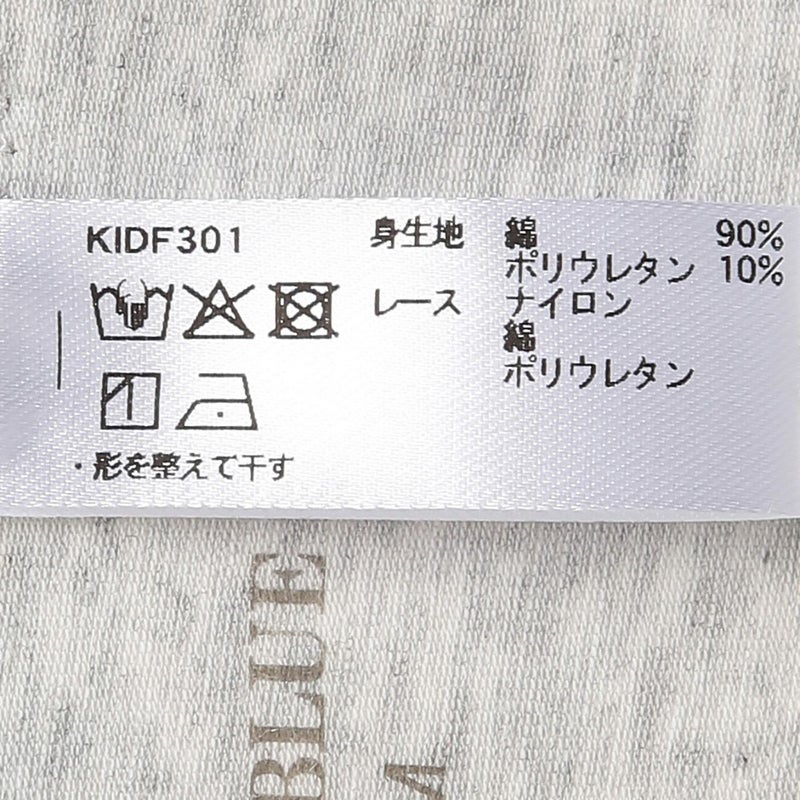 KIDF301
身生地 綿 90%
ポリウレタン 10%
レース ナイロン
綿
ポリウレタン
・形を整えて干す
BLUE
A